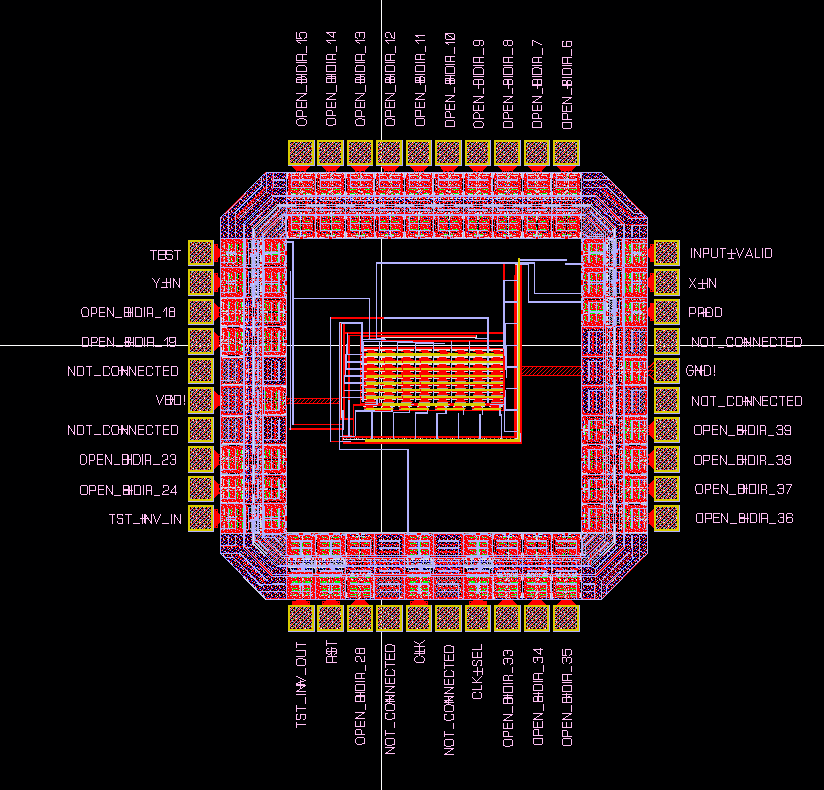 OPEN_BIDIR_15
OPEN_BIDIR_14
OPEN_BIDIR_13
OPEN_BIDIR_12
OPEN_BIDIR_11
OPEN_BIDIR_10
OPEN_BIDIR_9
OPEN_BIDIR_8
OPEN_BIDIR_7
OPEN_BIDIR_6
TEST
Y_IN
OPEN_BIDIR_18
OPEN_BIDIR_19
NOT_CONNECTED
VDD!
NOT_CONNECTED
OPEN_BIDIR_23
OPEN_BIDIR_24
TST_INV_IN
INPUT_VALID
X_IN
PROD
NOT_CONNECTED
GND!
NOT_CONNECTED
OPEN_BIDIR_39
OPEN_BIDIR_38
OPEN_BIDIR_37
OPEN_BIDIR_36
TST_INV_OUT
RST
OPEN_BIDIR_28
NOT_CONNECTED
CLK
NOT_CONNECTED
CLK_SEL
OPEN_BIDIR_33
OPEN_BIDIR_34
OPEN_BIDIR_35